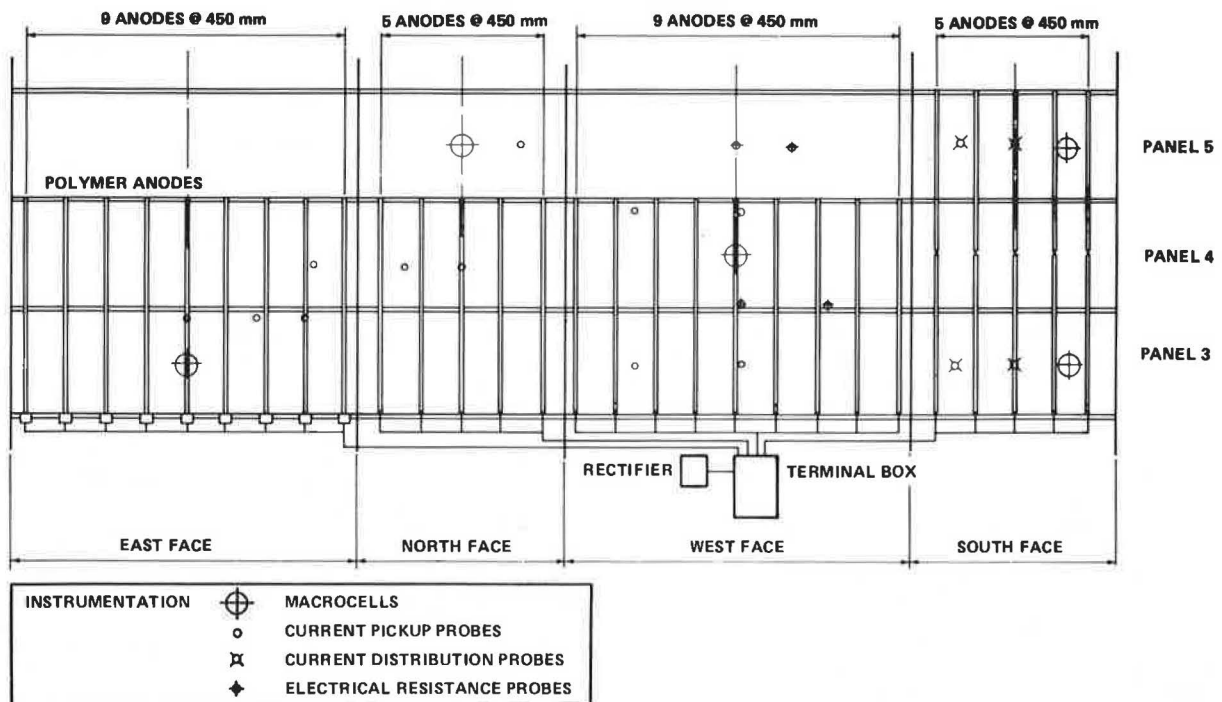 9 ANODES @ 450 mm
5 ANODES @ 450 mm
9 ANODES @ 450 mm
5 ANODES @ 450 mm
PANEL 5
POLYMER ANODES
PANEL 4
PANEL 3
RECTIFIER
TERMINAL BOX
EAST FACE
NORTH FACE
WEST FACE
SOUTH FACE
INSTRUMENTATION
MACROCELLS
CURRENT PICKUP PROBES
CURRENT DISTRIBUTION PROBES
ELECTRICAL RESISTANCE PROBES